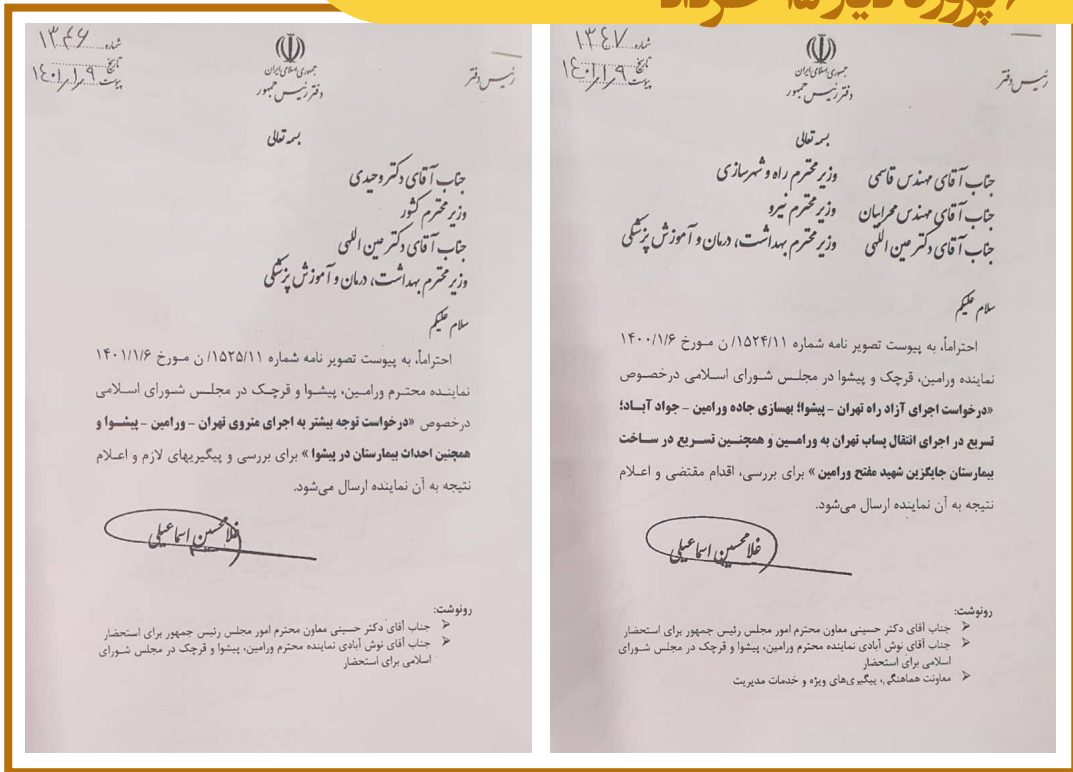 ۶ پروژه دیار ۱۵ خرداد
رئیس دفتر
جمهوری اسلامی ایران
دفتر رئیس جمهور
شماره ۱۳۴۷
تاریخ ۱۴۰۱/۱/۹
پیوست
بسمه تعالی
جناب آقای مهندس قاسمی وزیر محترم راه و شهرسازی
جناب آقای مهندس محرابیان وزیر محترم نیرو
جناب آقای دکتر عین اللهی وزیر محترم بهداشت، درمان و آموزش پزشکی
سلام علیکم
احتراماً، به پیوست تصویر نامه شماره ۱۵۲۴/۱۱/ ن مورخ ۱۴۰۰/۱/۶
نماینده ورامین، قرچک و پیشوا در مجلس شورای اسلامی درخصوص
«درخواست اجرای آزاد راه تهران - پیشوا؛ بهسازی جاده ورامین - جواد آباد؛
تسریع در اجرای انتقال پساب تهران به ورامین و همچنین تسریع در ساخت
بیمارستان جایگزین شهید مفتح ورامین» برای بررسی، اقدام مقتضی و اعلام
نتیجه به آن نماینده ارسال می‌شود.
غلامحسین اسماعیلی
رونوشت:
جناب آقای دکتر حسینی معاون محترم امور مجلس رئیس جمهور برای استحضار
جناب آقای نوش آبادی نماینده محترم ورامین، پیشوا و قرچک در مجلس شورای
اسلامی برای استحضار
معاونت هماهنگی، پیگیری‌های ویژه و خدمات مدیریت
رئیس دفتر
جمهوری اسلامی ایران
دفتر رئیس جمهور
شماره ۱۳۴۶
تاریخ ۱۴۰۱/۱/۹
پیوست
بسمه تعالی
جناب آقای دکتر وحیدی
وزیر محترم کشور
جناب آقای دکتر عین اللهی
وزیر محترم بهداشت، درمان و آموزش پزشکی
سلام علیکم
احتراماً، به پیوست تصویر نامه شماره ۱۵۲۵/۱۱/ ن مورخ ۱۴۰۱/۱/۶
نماینده محترم ورامین، پیشوا و قرچک در مجلس شورای اسلامی
درخصوص «درخواست توجه بیشتر به اجرای متروی تهران - ورامین - پیشوا و
همچنین احداث بیمارستان در پیشوا» برای بررسی و پیگیریهای لازم و اعلام
نتیجه به آن نماینده ارسال می‌شود.
غلامحسین اسماعیلی
رونوشت:
جناب آقای دکتر حسینی معاون محترم امور مجلس رئیس جمهور برای استحضار
جناب آقای نوش آبادی نماینده محترم ورامین، پیشوا و قرچک در مجلس شورای
اسلامی برای استحضار